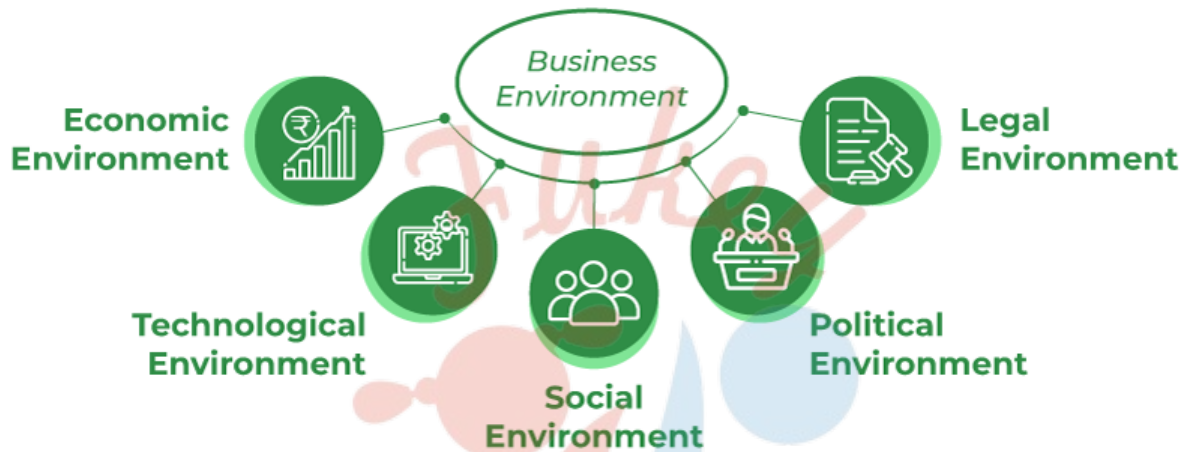 Business
Environment
Economic
Environment
Technological
Environment
Social
Environment
Political
Environment
Legal
Environment
₹